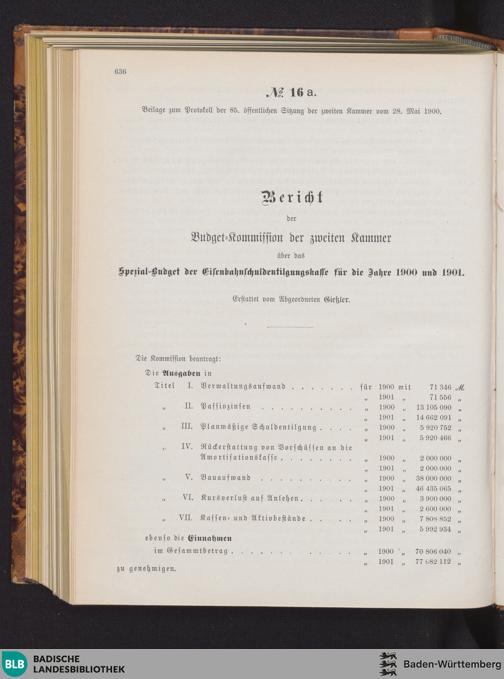 636
№ 16 a.
Beilage zum Protokoll der 85. öffentlichen Sitzung der zweiten Kammer vom 28. Mai 1900.
Bericht
der
Budget-Kommission der zweiten Kammer
über das
Spezial-Budget der Eisenbahnschuldentilgungskasse für die Jahre 1900 und 1901.
Erstattet vom Abgeordneten Gießler.
Die Kommission beantragt:
Die Ausgaben in
Titel I. Verwaltungsaufwand . . . . . . . für 1900 mit 71 346 M.
„ 1901 „ 71 556 „
„ II. Passivzinsen . . . . . . . . . . „ 1900 „ 13 105 090 „
„ 1901 „ 14 662 091 „
„ III. Planmäßige Schuldentilgung . . . . „ 1900 „ 5 920 752 „
„ 1901 „ 5 920 466 „
„ IV. Rückerstattung von Vorschüssen an die
Amortisationskasse . . . . . . . . „ 1900 „ 2 000 000 „
„ 1901 „ 2 000 000 „
„ V. Bauaufwand . . . . . . . . . . „ 1900 „ 38 000 000 „
„ 1901 „ 46 435 065 „
„ VI. Kursverlust auf Anlehen . . . . . . „ 1900 „ 3 900 000 „
„ 1901 „ 2 600 000 „
„ VII. Kassen- und Aktivbestände . . . . . „ 1900 „ 7 808 852 „
„ 1901 „ 5 992 934 „
ebenso die Einnahmen
im Gesammtbetrag . . . . . . . . . . . . „ 1900 „ 70 806 040 „
„ 1901 „ 77 682 112 „
zu genehmigen.
BLB BADISCHE
LANDESBIBLIOTHEK
Baden-Württemberg